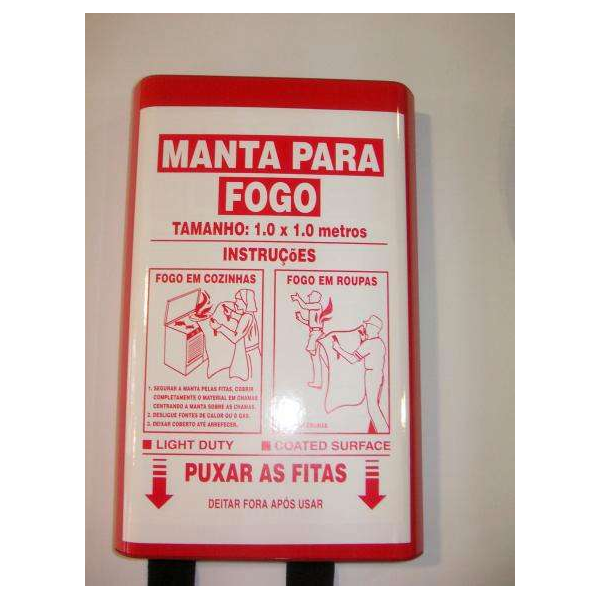 MANTA PARA
FOGO
TAMANHO: 1.0 x 1.0 metros
INSTRUÇõES
FOGO EM COZINHAS
FOGO EM ROUPAS
1. SEGURAR A MANTA PELAS FITAS, COBRIR
COMPLETAMENTE O MATERIAL EM CHAMAS
CENTRANDO A MANTA SOBRE AS CHAMAS.
2. DESLIGUE FONTES DE CALOR OU O GAS.
3. DEIXAR COBERTO ATÉ ARREFECER.
LIGHT DUTY
COATED SURFACE
PUXAR AS FITAS
DEITAR FORA APÓS USAR